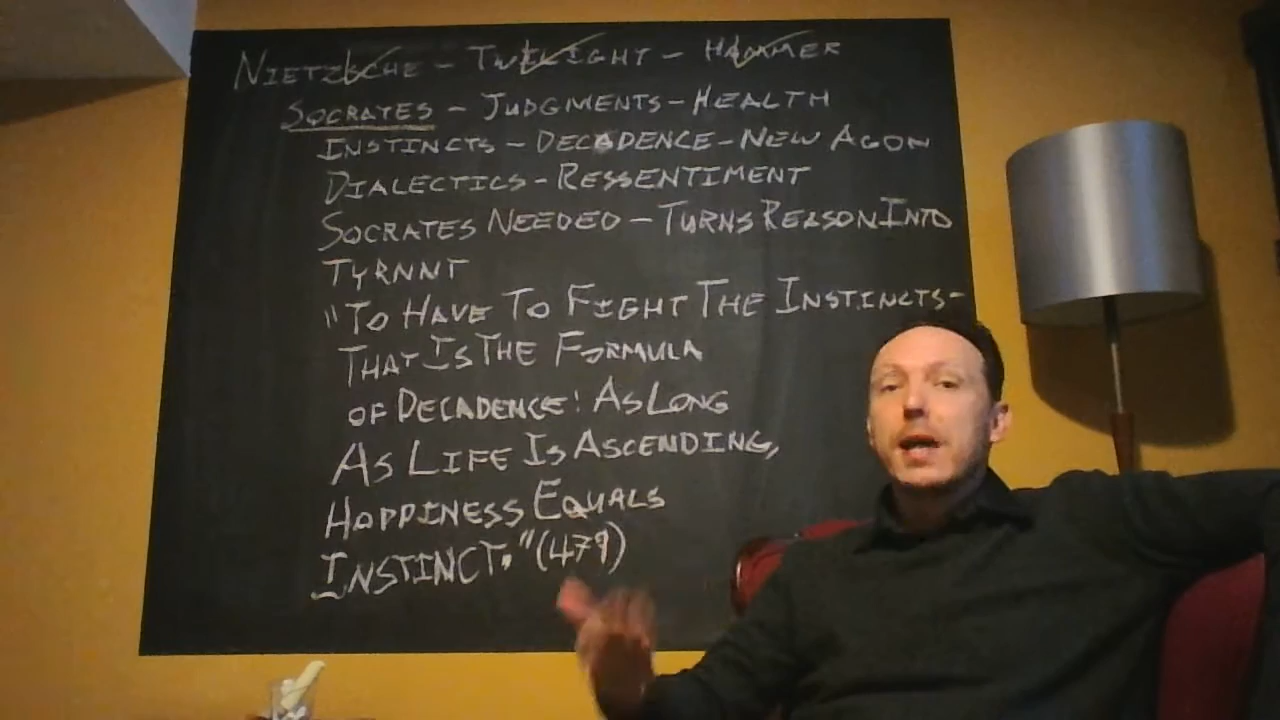 NIETZSCHE - TWILIGHT - HAMMER
SOCRATES - JUDGMENTS - HEALTH
INSTINCTS - DECADENCE - NEW AGON
DIALECTICS - RESSENTIMENT
SOCRATES NEEDED - TURNS REASON INTO
TYRNNT
"TO HAVE TO FIGHT THE INSTINCTS-
THAT IS THE FORMULA
OF DECADENCE: AS LONG
AS LIFE IS ASCENDING,
HAPPINESS EQUALS
INSTINCT." (479)